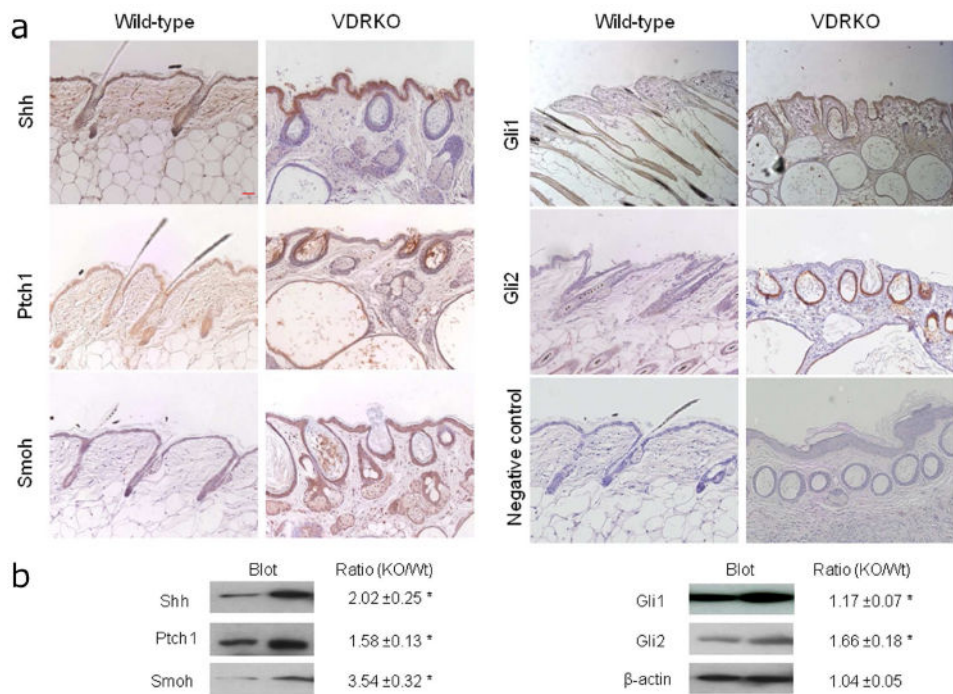 a
Wild-type VDRKO
Wild-type VDRKO
Shh
Gli1
Ptch1
Gli2
Smoh
Negative control
b
Blot Ratio (KO/Wt)
Shh 2.02 ±0.25 *
Ptch1 1.58 ±0.13 *
Smoh 3.54 ±0.32 *
Blot Ratio (KO/Wt)
Gli1 1.17 ±0.07 *
Gli2 1.66 ±0.18 *
β-actin 1.04 ±0.05